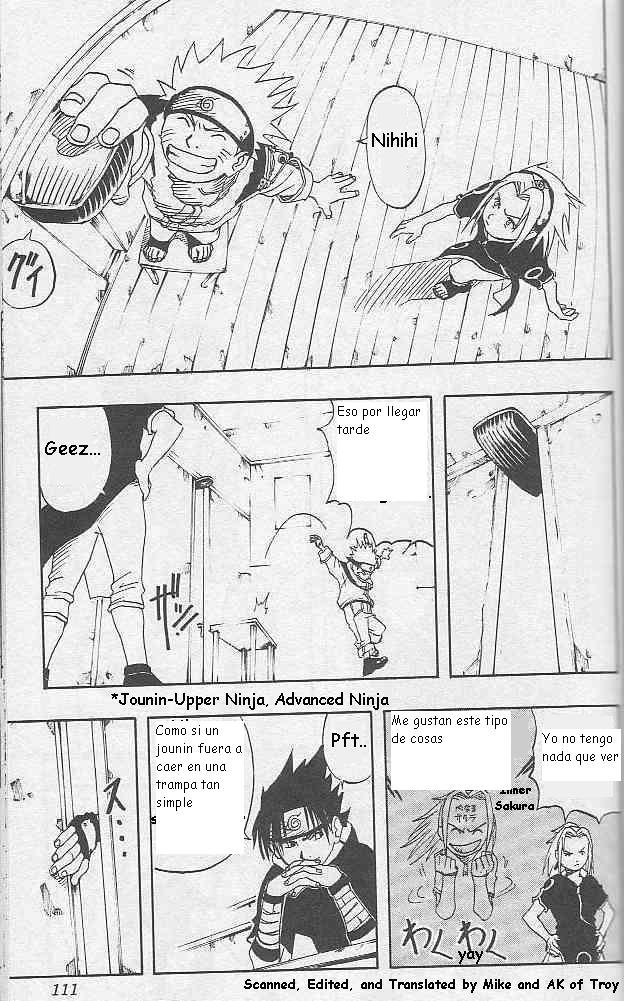 Nihihi
グイ
Eso por llegar
tarde
Geez...
*Jounin-Upper Ninja, Advanced Ninja
Yo no tengo
nada que ver
Me gustan este tipo
de cosas
Inner
Sakura
わくわく
yay
Pft..
Como si un
jounin fuera a
caer en una
trampa tan
simple
ス...
111
Scanned, Edited, and Translated by Mike and AK of Troy